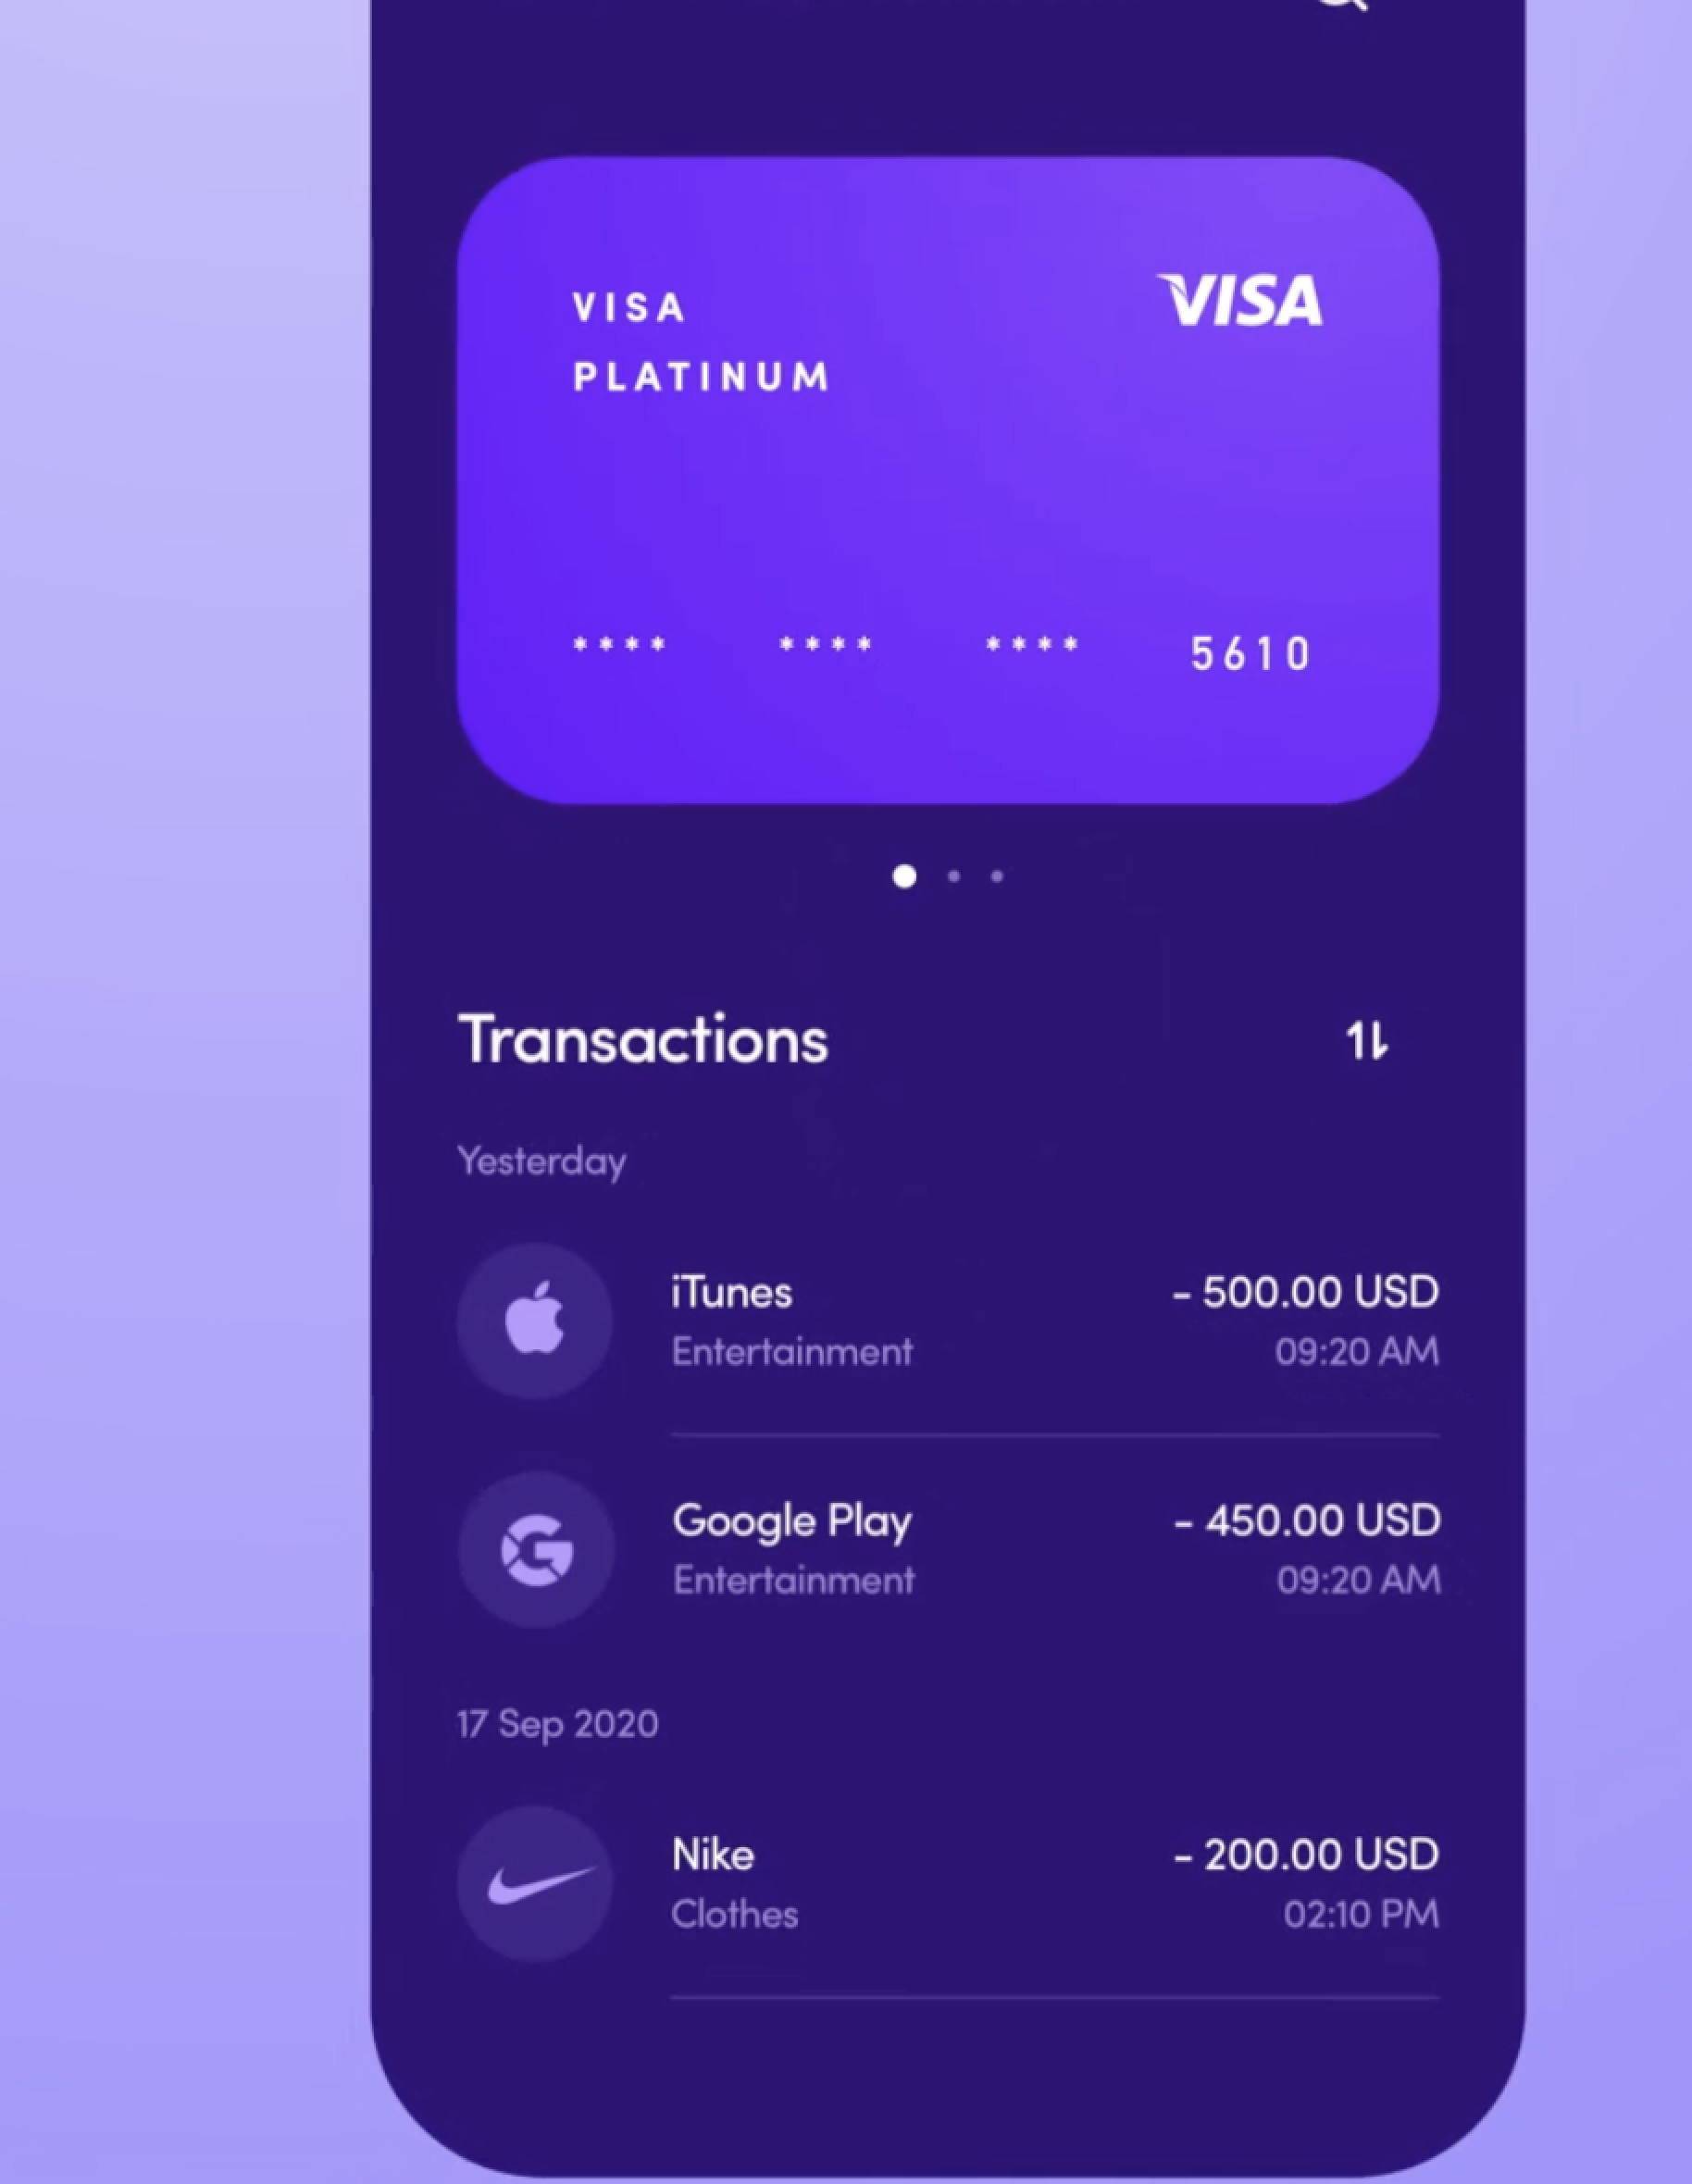 VISA
VISA
PLATINUM
**** **** **** 5610
Transactions
Yesterday
iTunes - 500.00 USD
Entertainment 09:20 AM
Google Play - 450.00 USD
Entertainment 09:20 AM
17 Sep 2020
Nike - 200.00 USD
Clothes 02:10 PM